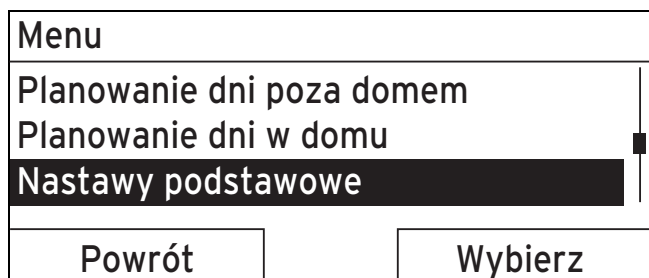 Menu
Planowanie dni poza domem
Planowanie dni w domu
Nastawy podstawowe
Powrót Wybierz